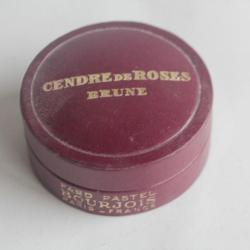 CENDRE DE ROSES
BRUNE
FARD PASTEL
BOURJOIS
PARIS-FRANCE